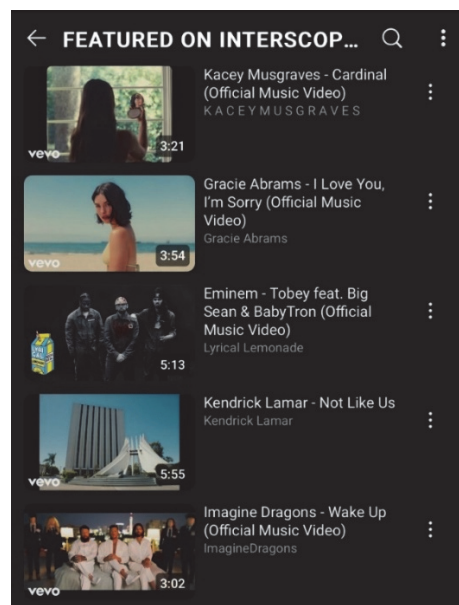 FEATURED ON INTERSCOP...
Kacey Musgraves - Cardinal
(Official Music Video)
KACEYMUSGRAVES
vevo
3:21
Gracie Abrams - I Love You,
I'm Sorry (Official Music
Video)
Gracie Abrams
vevo
3:54
Eminem - Tobey feat. Big
Sean & BabyTron (Official
Music Video)
Lyrical Lemonade
5:13
Kendrick Lamar - Not Like Us
Kendrick Lamar
vevo
5:55
Imagine Dragons - Wake Up
(Official Music Video)
ImagineDragons
vevo
3:02